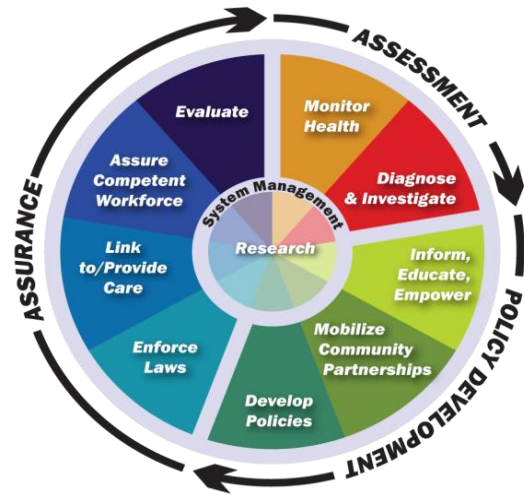 ASSESSMENT
Monitor
Health
Diagnose
& Investigate
POLICY DEVELOPMENT
Inform,
Educate,
Empower
Mobilize
Community
Partnerships
Develop
Policies
ASSURANCE
Enforce
Laws
Link
to/Provide
Care
Assure
Competent
Workforce
Evaluate
System Management
Research